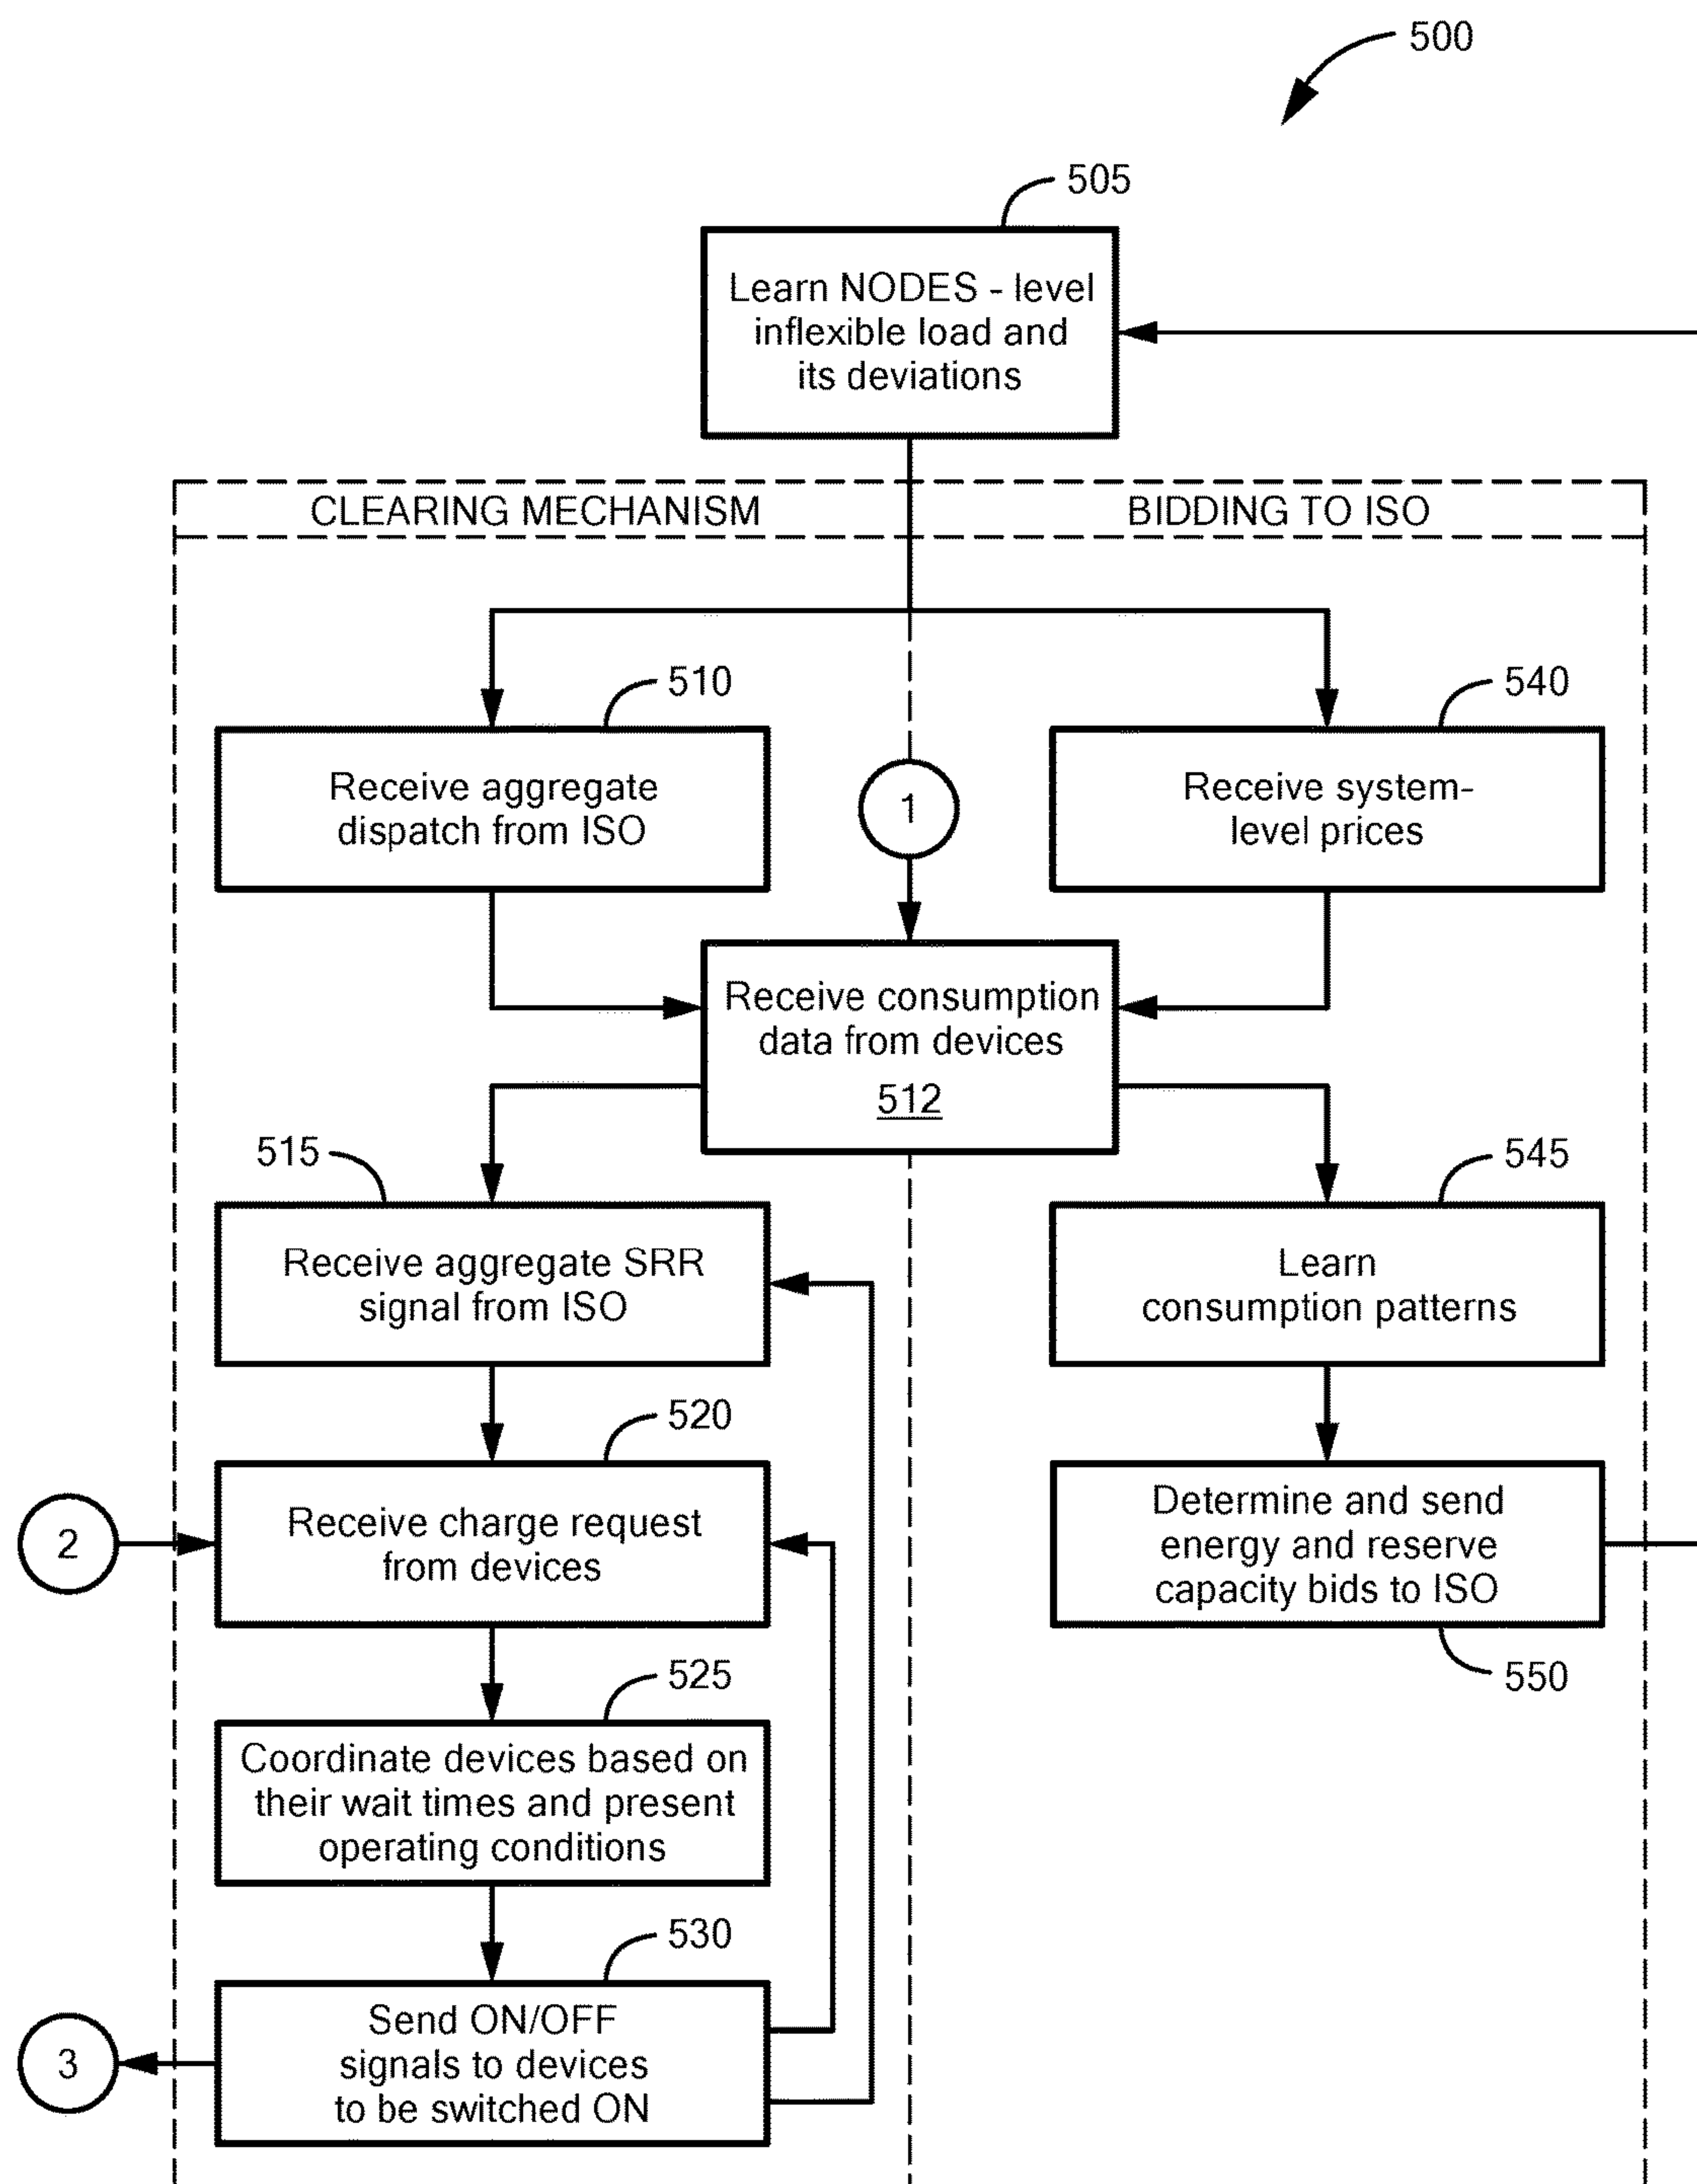 500
505
Learn NODES - level
inflexible load and
its deviations
CLEARING MECHANISM
BIDDING TO ISO
510
Receive aggregate
dispatch from ISO
1
540
Receive system-
level prices
Receive consumption
data from devices
512
515
Receive aggregate SRR
signal from ISO
545
Learn
consumption patterns
520
2
Receive charge request
from devices
Determine and send
energy and reserve
capacity bids to ISO
550
525
Coordinate devices based on
their wait times and present
operating conditions
530
3
Send ON/OFF
signals to devices
to be switched ON